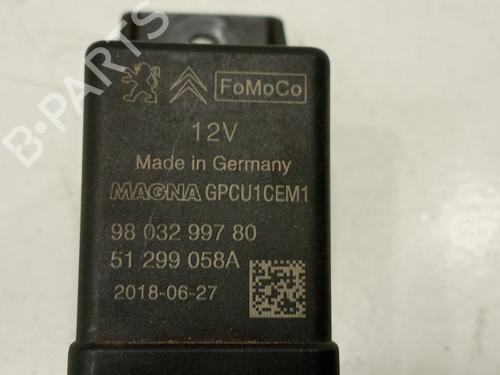 FoMoCo
12V
Made in Germany
MAGNA GPCU1CEM1
98 032 997 80
51 299 058A
2018-06-27
B-PARTS